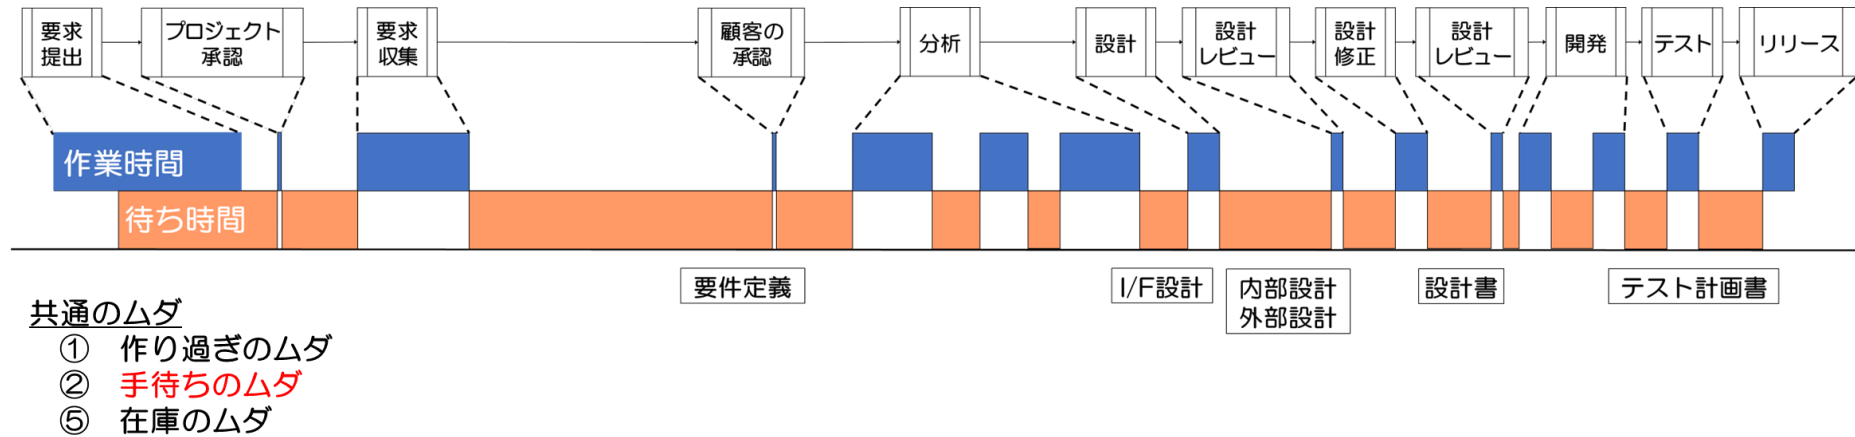 要求
提出
プロジェクト
承認
要求
収集
顧客の
承認
分析
設計
設計
レビュー
設計
修正
設計
レビュー
開発
テスト
リリース
作業時間
待ち時間
要件定義
I/F設計
内部設計
外部設計
設計書
テスト計画書
共通のムダ
① 作り過ぎのムダ
② 手待ちのムダ
⑤ 在庫のムダ